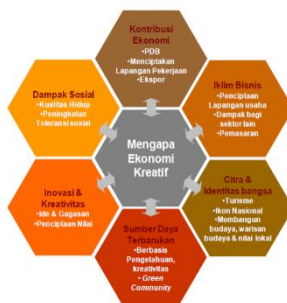 Kontribusi
Ekonomi
•PDB
•Menciptakan
Lapangan Pekerjaan
•Ekspor
Dampak Sosial
•Kualitas Hidup
•Peningkatan
Toleransi sosial
Iklim Bisnis
•Penciptaan
Lapangan usaha
•Dampak bagi
sektor lain
•Pemasaran
Mengapa
Ekonomi
Kreatif
Inovasi &
Kreativitas
•Ide & Gagasan
•Penciptaan Nilai
Citra &
Identitas bangsa
•Turisme
•Ikon Nasional
•Membangun
budaya, warisan
budaya & nilai lokal
Sumber Daya
Terbarukan
•Berbasis
Pengetahuan,
kreativitas
•Green
Community